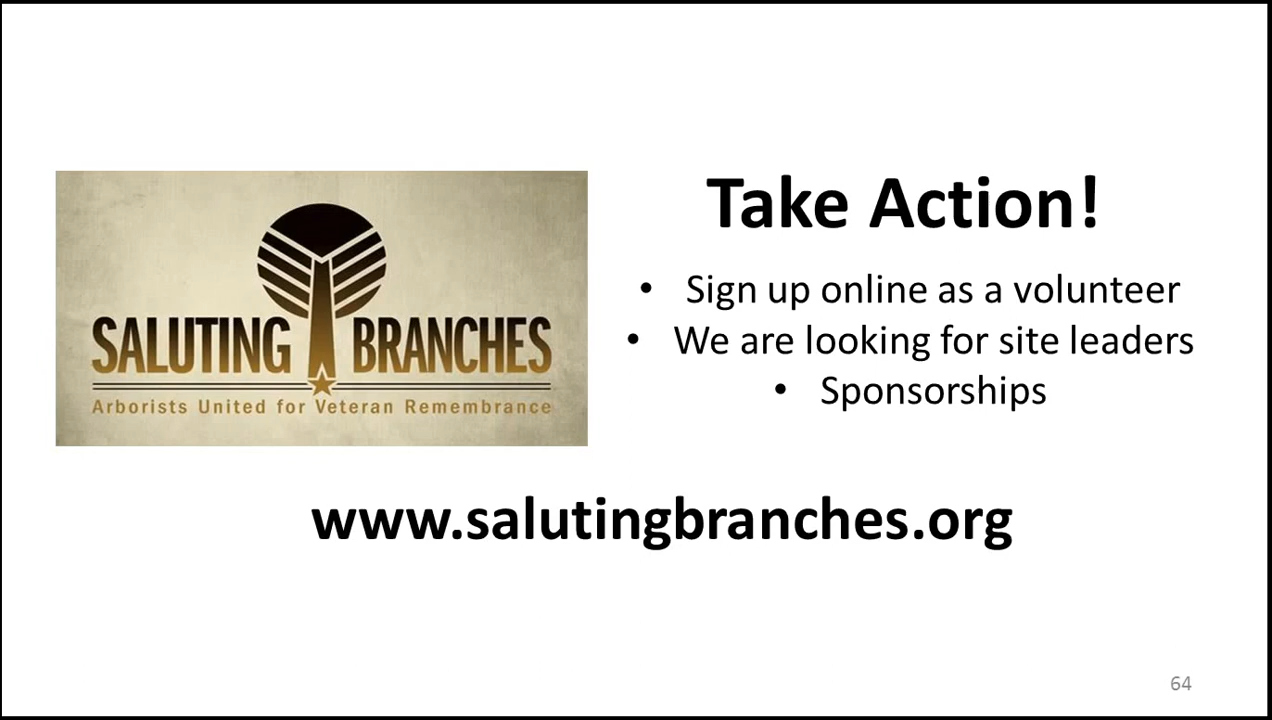 SALUTING BRANCHES
Arborists United for Veteran Remembrance
Take Action!
• Sign up online as a volunteer
• We are looking for site leaders
• Sponsorships
www.salutingbranches.org
64